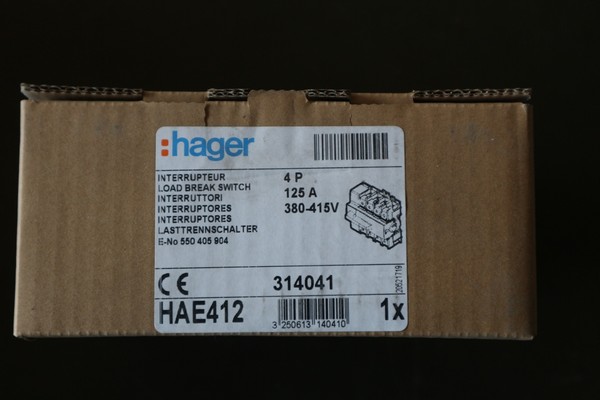 :hager
INTERRUPTEUR 4 P
LOAD BREAK SWITCH 125 A
INTERRUTTORI 380-415V
INTERRUPTORES
INTERRUPTORES
LASTTRENNSCHALTER
E-No 550 405 904
CE 314041
20521719
HAE412
3 250613 140410
1x